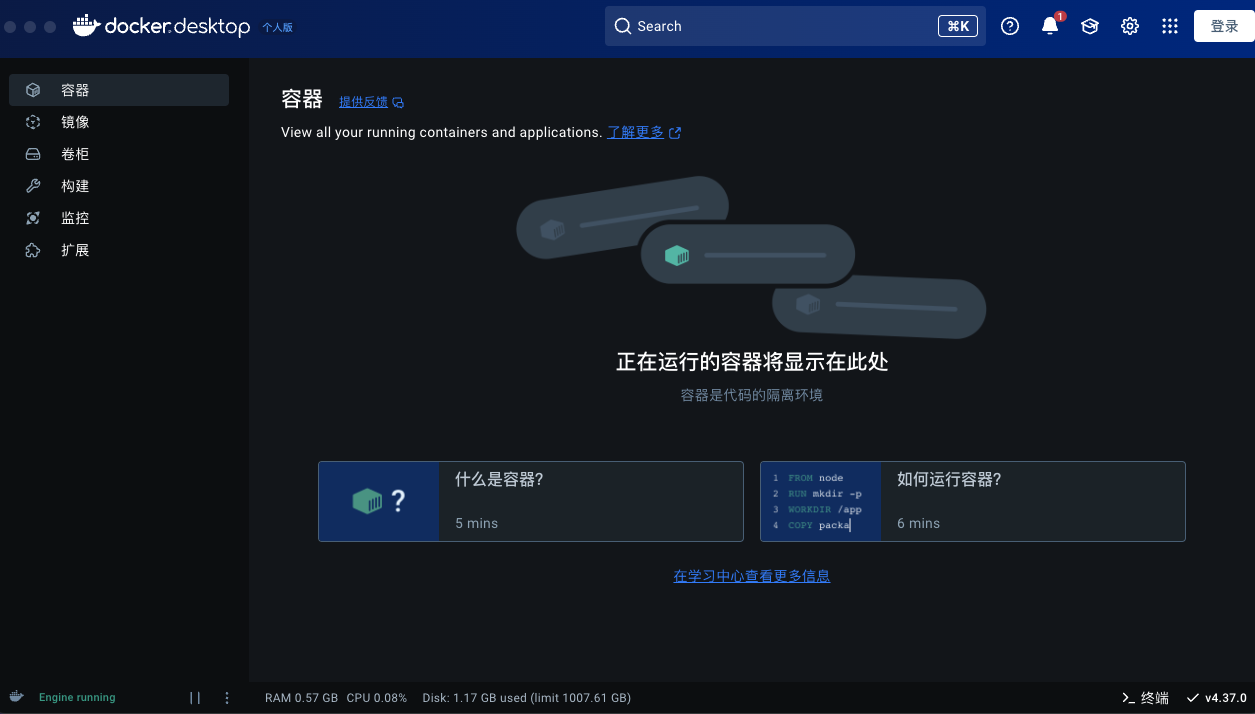 docker.desktop 个人版
Search ⌘K
1
登录
容器
镜像
卷柜
构建
监控
扩展
容器 提供反馈
View all your running containers and applications. 了解更多
正在运行的容器将显示在此处
容器是代码的隔离环境
?
什么是容器?
5 mins
1 FROM node
2 RUN mkdir -p
3 WORKDIR /app
4 COPY packa
如何运行容器?
6 mins
在学习中心查看更多信息
Engine running
RAM 0.57 GB CPU 0.08% Disk: 1.17 GB used (limit 1007.61 GB)
终端
v4.37.0